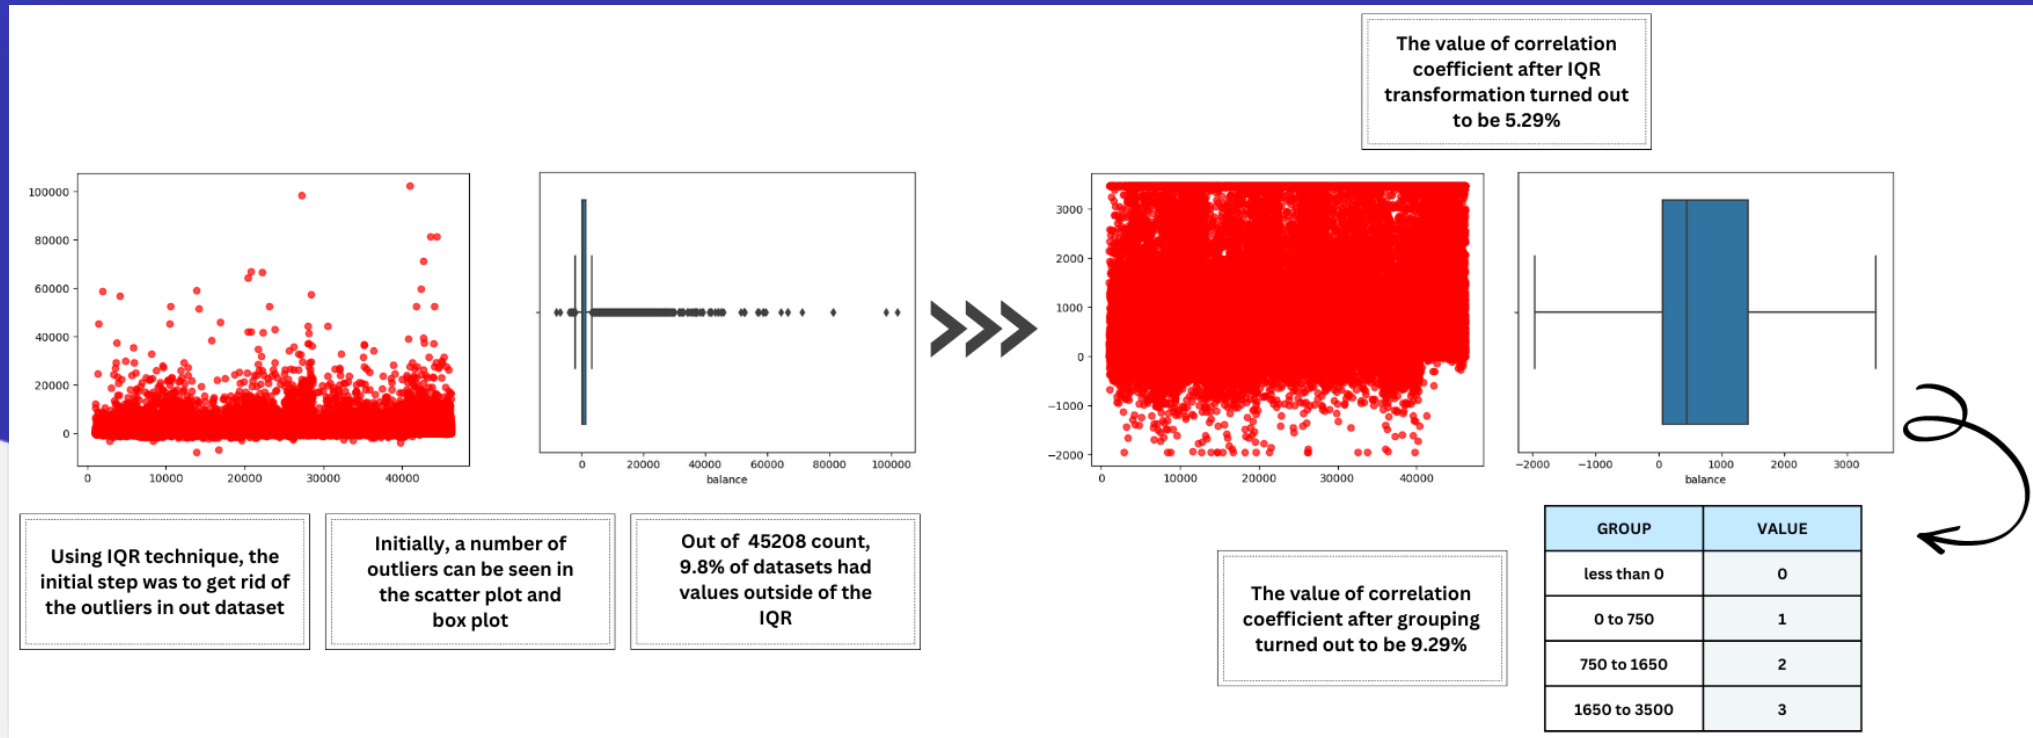 The value of correlation
coefficient after IQR
transformation turned out
to be 5.29%
100000
80000
60000
40000
20000
0
0 10000 20000 30000 40000
0 20000 40000 60000 80000 100000
balance
3000
2000
1000
0
−1000
−2000
0 10000 20000 30000 40000
−2000 −1000 0 1000 2000 3000
balance
Using IQR technique, the
initial step was to get rid of
the outliers in out dataset
Initially, a number of
outliers can be seen in
the scatter plot and
box plot
Out of 45208 count,
9.8% of datasets had
values outside of the
IQR
The value of correlation
coefficient after grouping
turned out to be 9.29%
GROUP VALUE
less than 0 0
0 to 750 1
750 to 1650 2
1650 to 3500 3